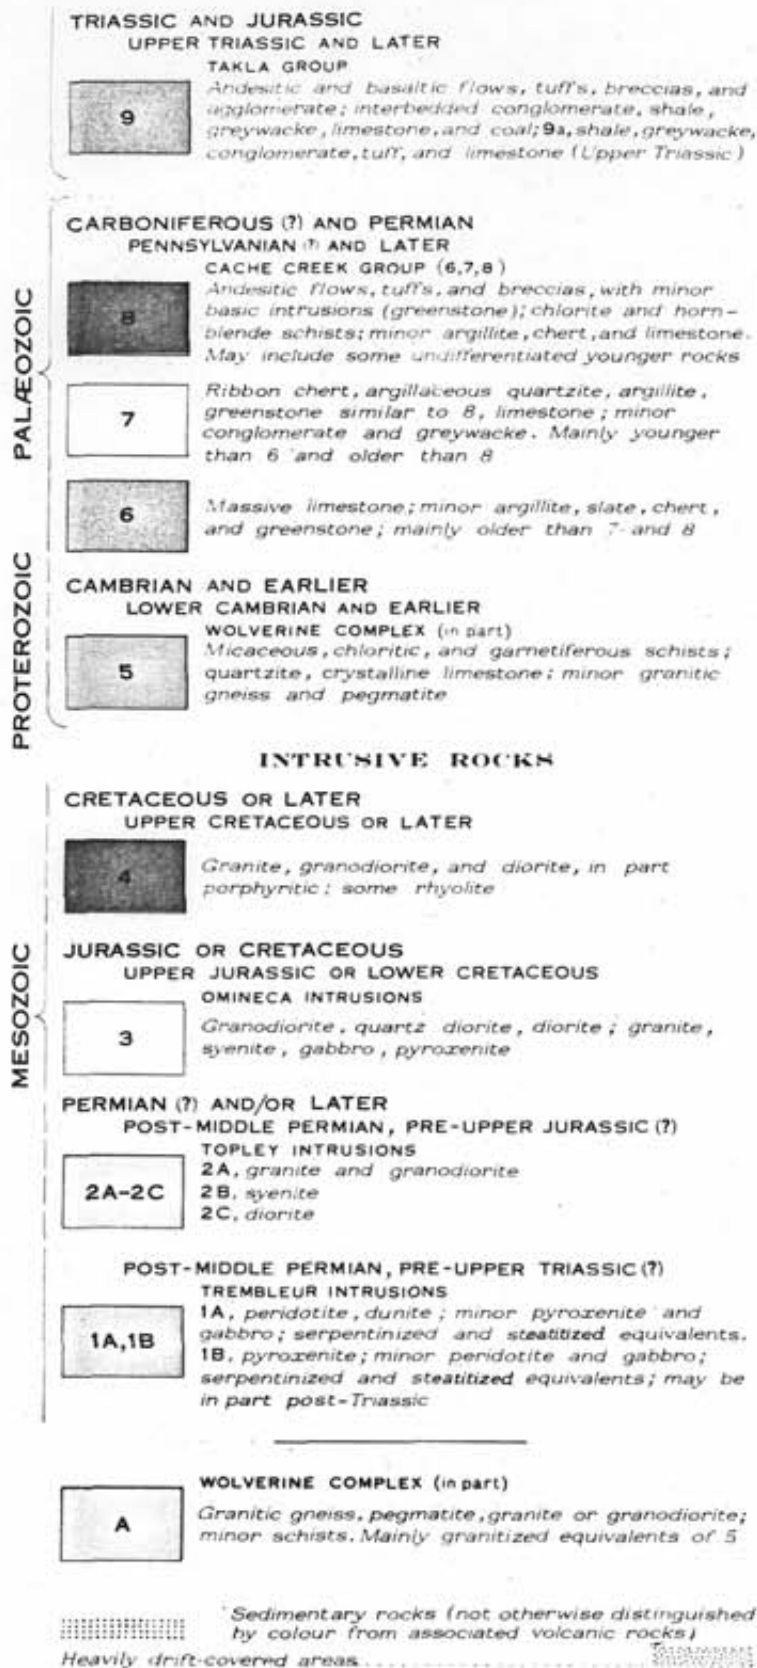 TRIASSIC AND JURASSIC
UPPER TRIASSIC AND LATER
TAKLA GROUP
9
Andesitic and basaltic flows, tuffs, breccias, and
agglomerate; interbedded conglomerate, shale,
greywacke, limestone, and coal; 9a, shale, greywacke,
conglomerate, tuff, and limestone (Upper Triassic)
PALÆOZOIC
CARBONIFEROUS (?) AND PERMIAN
PENNSYLVANIAN (?) AND LATER
CACHE CREEK GROUP (6,7,8)
8
Andesitic flows, tuffs, and breccias, with minor
basic intrusions (greenstone); chlorite and horn-
blende schists; minor argillite, chert, and limestone.
May include some undifferentiated younger rocks
7
Ribbon chert, argillaceous quartzite, argillite,
greenstone similar to 8, limestone; minor
conglomerate and greywacke. Mainly younger
than 6 and older than 8
6
Massive limestone; minor argillite, slate, chert,
and greenstone; mainly older than 7 and 8
PROTEROZOIC
CAMBRIAN AND EARLIER
LOWER CAMBRIAN AND EARLIER
WOLVERINE COMPLEX (in part)
5
Micaceous, chloritic, and garnetiferous schists;
quartzite, crystalline limestone; minor granitic
gneiss and pegmatite
INTRUSIVE ROCKS
MESOZOIC
CRETACEOUS OR LATER
UPPER CRETACEOUS OR LATER
4
Granite, granodiorite, and diorite, in part
porphyritic; some rhyolite
JURASSIC OR CRETACEOUS
UPPER JURASSIC OR LOWER CRETACEOUS
OMINECA INTRUSIONS
3
Granodiorite, quartz diorite, diorite; granite,
syenite, gabbro, pyroxenite
PERMIAN (?) AND/OR LATER
POST-MIDDLE PERMIAN, PRE-UPPER JURASSIC (?)
TOPLEY INTRUSIONS
2A-2C
2A, granite and granodiorite
2B, syenite
2C, diorite
POST-MIDDLE PERMIAN, PRE-UPPER TRIASSIC (?)
TREMBLEUR INTRUSIONS
1A,1B
1A, peridotite, dunite; minor pyroxenite and
gabbro; serpentinized and steatitized equivalents.
1B, pyroxenite; minor peridotite and gabbro;
serpentinized and steatitized equivalents; may be
in part post-Triassic
WOLVERINE COMPLEX (in part)
A
Granitic gneiss, pegmatite, granite or granodiorite;
minor schists. Mainly granitized equivalents of 5
Sedimentary rocks (not otherwise distinguished
by colour from associated volcanic rocks)
Heavily drift-covered areas